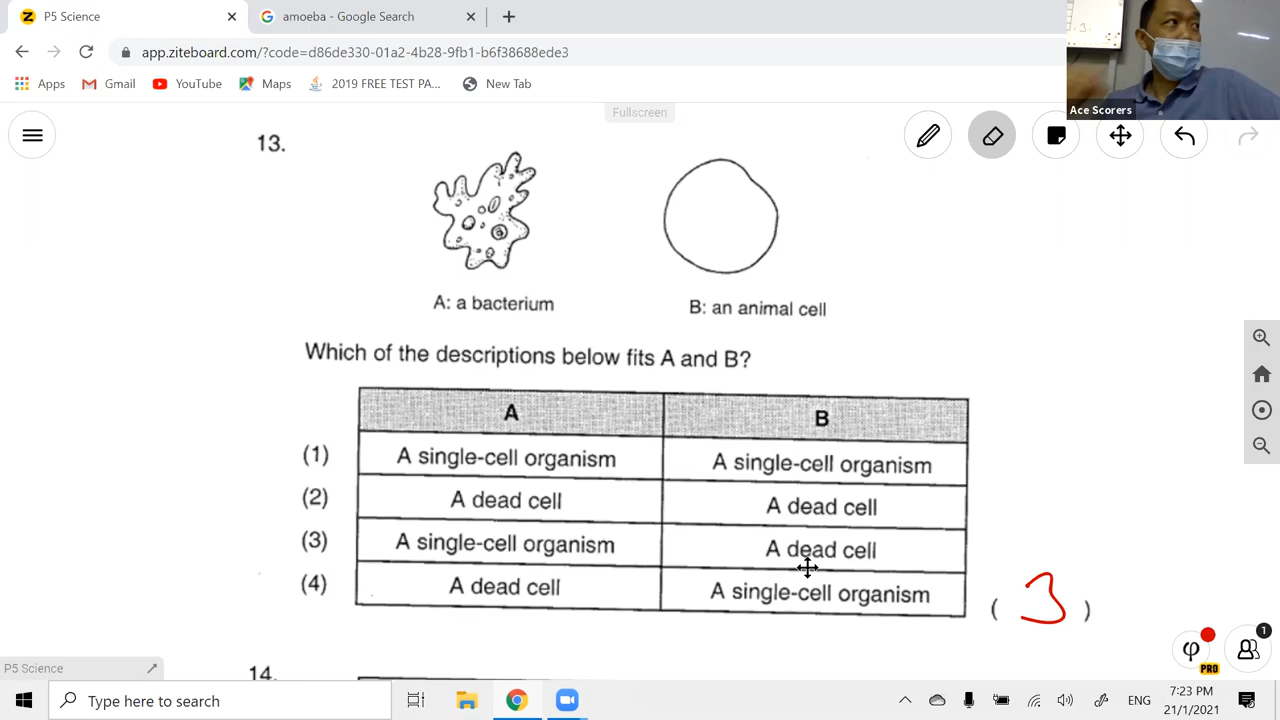 P5 Science
amoeba - Google Search
app.ziteboard.com/?code=d86de330-01a2-4b28-9fb1-b6f38688ede3
Apps
Gmail
YouTube
Maps
2019 FREE TEST PA...
New Tab
Ace Scorers
Fullscreen
13.
A: a bacterium
B: an animal cell
Which of the descriptions below fits A and B?
A B
(1) A single-cell organism A single-cell organism
(2) A dead cell A dead cell
(3) A single-cell organism A dead cell
(4) A dead cell A single-cell organism
( 3 )
14.
P5 Science
PRO
1
Type here to search
ENG
7:23 PM
21/1/2021